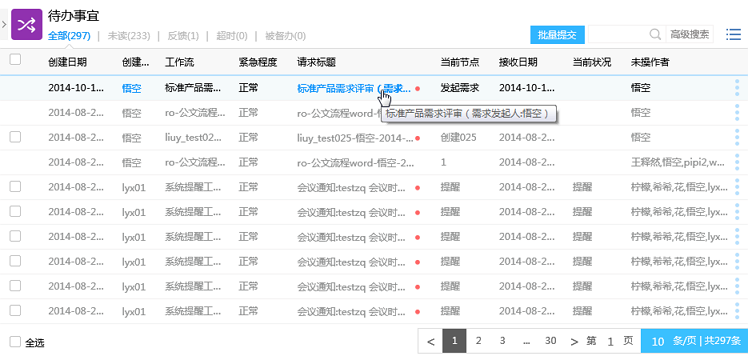 待办事宜
全部(297) | 未读(233) | 反馈(1) | 超时(0) | 被督办(0)
批量提交 高级搜索
创建日期 创建... 工作流 紧急程度 请求标题 当前节点 接收日期 当前状况 未操作者
2014-10-1... 悟空 标准产品需... 正常 标准产品需求评审（需求... 发起需求 2014-10-1... 悟空
标准产品需求评审（需求发起人:悟空）
2014-08-2... 悟空 ro-公文流程... 正常 ro-公文流程word-悟 2014-08-2... 悟空
2014-08-2... 悟空 liuy_test02... 正常 liuy_test025-悟空-2014-... 创建025 2014-08-2... 悟空
2014-08-2... 悟空 ro-公文流程... 正常 ro-公文流程word-悟空-2... 1 2014-08-2... 王释然,悟空,pipi2,w...
2014-08-2... lyx01 系统提醒工... 正常 会议通知:testzq 会议时... 提醒 2014-08-2... 提醒 柠檬,希希,花,悟空,lyx...
2014-08-2... lyx01 系统提醒工... 正常 会议通知:testzq 会议时... 提醒 2014-08-2... 提醒 柠檬,希希,花,悟空,lyx...
2014-08-2... lyx01 系统提醒工... 正常 会议通知:testzq 会议时... 提醒 2014-08-2... 提醒 柠檬,希希,花,悟空,lyx...
2014-08-2... lyx01 系统提醒工... 正常 会议通知:testzq 会议时... 提醒 2014-08-2... 提醒 柠檬,希希,花,悟空,lyx...
2014-08-2... lyx01 系统提醒工... 正常 会议通知:testzq 会议时... 提醒 2014-08-2... 提醒 柠檬,希希,花,悟空,lyx...
2014-08-2... lyx01 系统提醒工... 正常 会议通知:testzq 会议时... 提醒 2014-08-2... 提醒 柠檬,希希,花,悟空,lyx...
全选 < 1 2 3 ... 30 > 第 1 页 10 条/页 | 共297条